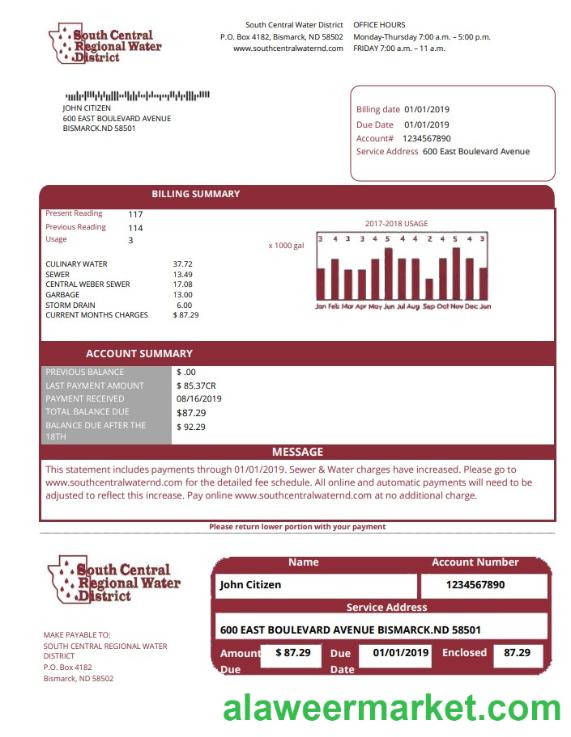 South Central
Regional Water
District
South Central Water District
P.O. Box 4182, Bismarck, ND 58502
www.southcentralwaternd.com
OFFICE HOURS
Monday-Thursday 7:00 a.m. – 5:00 p.m.
FRIDAY 7:00 a.m. – 11 a.m.
JOHN CITIZEN
600 EAST BOULEVARD AVENUE
BISMARCK.ND 58501
Billing date 01/01/2019
Due Date 01/01/2019
Account# 1234567890
Service Address 600 East Boulevard Avenue
BILLING SUMMARY
Present Reading 117
Previous Reading 114
Usage 3
CULINARY WATER 37.72
SEWER 13.49
CENTRAL WEBER SEWER 17.08
GARBAGE 13.00
STORM DRAIN 6.00
CURRENT MONTHS CHARGES $ 87.29
2017-2018 USAGE
x 1000 gal
3 4 3 3 4 5 4 4 3 4 5 4 3
Jan Feb Mar Apr May Jun Jul Aug Sep Oct Nov Dec Jun
ACCOUNT SUMMARY
PREVIOUS BALANCE $ .00
LAST PAYMENT AMOUNT $ 85.37CR
PAYMENT RECEIVED 08/16/2019
TOTAL BALANCE DUE $87.29
BALANCE DUE AFTER THE $ 92.29
18TH
MESSAGE
This statement includes payments through 01/01/2019. Sewer & Water charges have increased. Please go to
www.southcentralwaternd.com for the detailed fee schedule. All online and automatic payments will need to be
adjusted to reflect this increase. Pay online www.southcentralwaternd.com at no additional charge.
Please return lower portion with your payment
South Central
Regional Water
District
MAKE PAYABLE TO:
SOUTH CENTRAL REGIONAL WATER
DISTRICT
P.O. Box 4182
Bismarck, ND 58502
Name Account Number
John Citizen 1234567890
Service Address
600 EAST BOULEVARD AVENUE BISMARCK.ND 58501
Amount Due $ 87.29 Due Date 01/01/2019 Enclosed 87.29
alaweermarket.com